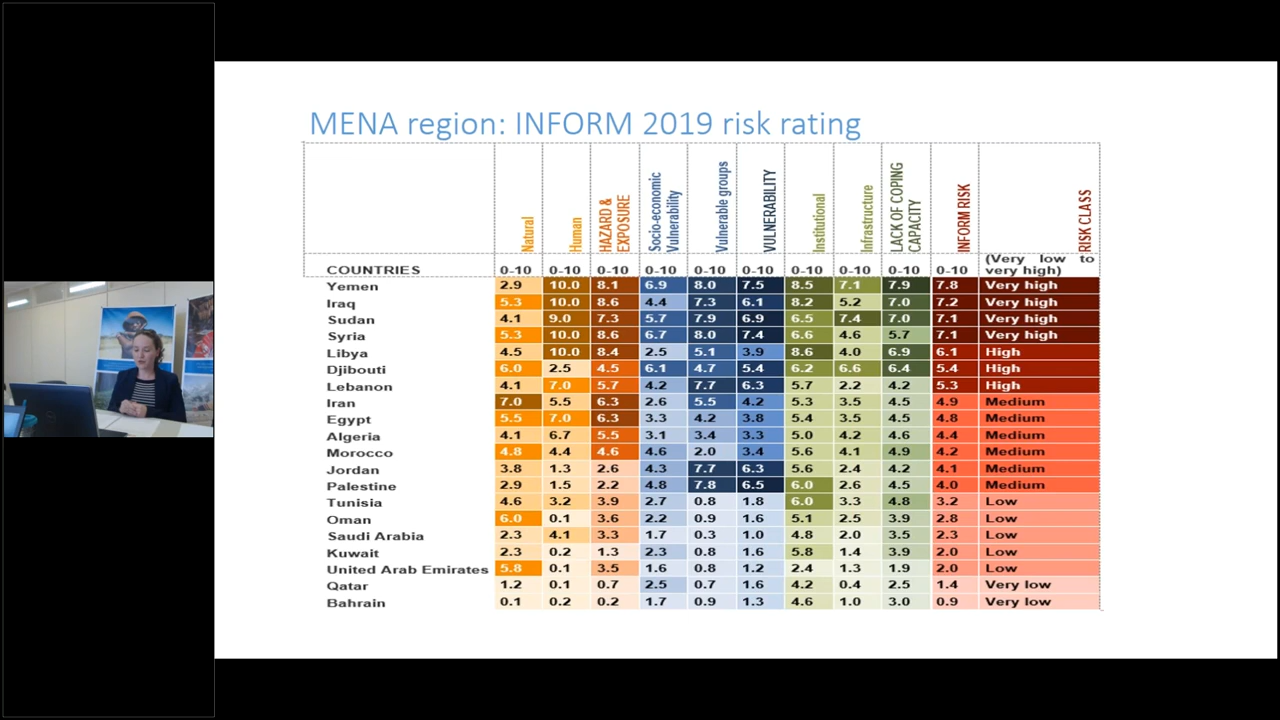 MENA region: INFORM 2019 risk rating
Natural
Human
HAZARD & EXPOSURE
Socio-economic Vulnerability
Vulnerable groups
VULNERABILITY
Institutional
Infrastructure
LACK OF COPING CAPACITY
INFORM RISK
RISK CLASS
COUNTRIES 0-10 0-10 0-10 0-10 0-10 0-10 0-10 0-10 0-10 0-10 (Very low to very high)
Yemen 2.9 10.0 8.1 6.9 8.0 7.5 8.5 7.1 7.9 7.8 Very high
Iraq 5.3 10.0 8.6 4.4 7.3 6.1 8.2 5.2 7.0 7.2 Very high
Sudan 4.1 9.0 7.3 5.7 7.9 6.9 6.5 7.4 7.0 7.1 Very high
Syria 5.3 10.0 8.6 6.7 8.0 7.4 6.6 4.6 5.7 7.1 Very high
Libya 4.5 10.0 8.4 2.5 5.1 3.9 8.6 4.0 6.9 6.1 High
Djibouti 6.0 2.5 4.5 6.1 4.7 5.4 6.2 6.6 6.4 5.4 High
Lebanon 4.1 7.0 5.7 4.2 7.7 6.3 5.7 2.2 4.2 5.3 High
Iran 7.0 5.5 6.3 2.6 5.5 4.2 5.3 3.5 4.5 4.9 Medium
Egypt 5.5 7.0 6.3 3.3 4.2 3.8 5.4 3.5 4.5 4.8 Medium
Algeria 4.1 6.7 5.5 3.1 3.4 3.3 5.0 4.2 4.6 4.4 Medium
Morocco 4.8 4.4 4.6 4.6 2.0 3.4 5.6 4.1 4.9 4.2 Medium
Jordan 3.8 1.3 2.6 4.3 7.7 6.3 5.6 2.4 4.2 4.1 Medium
Palestine 2.9 1.5 2.2 4.8 7.8 6.5 6.0 2.6 4.5 4.0 Medium
Tunisia 4.6 3.2 3.9 2.7 0.8 1.8 6.0 3.3 4.8 3.2 Low
Oman 6.0 0.1 3.6 2.2 0.9 1.6 5.1 2.5 3.9 2.8 Low
Saudi Arabia 2.3 4.1 3.3 1.7 0.3 1.0 4.8 2.0 3.5 2.3 Low
Kuwait 2.3 0.2 1.3 2.3 0.8 1.6 5.8 1.4 3.9 2.0 Low
United Arab Emirates 5.8 0.1 3.5 1.6 0.8 1.2 2.4 1.3 1.9 2.0 Low
Qatar 1.2 0.1 0.7 2.5 0.7 1.6 4.2 0.4 2.5 1.4 Very low
Bahrain 0.1 0.2 0.2 1.7 0.9 1.3 4.6 1.0 3.0 0.9 Very low